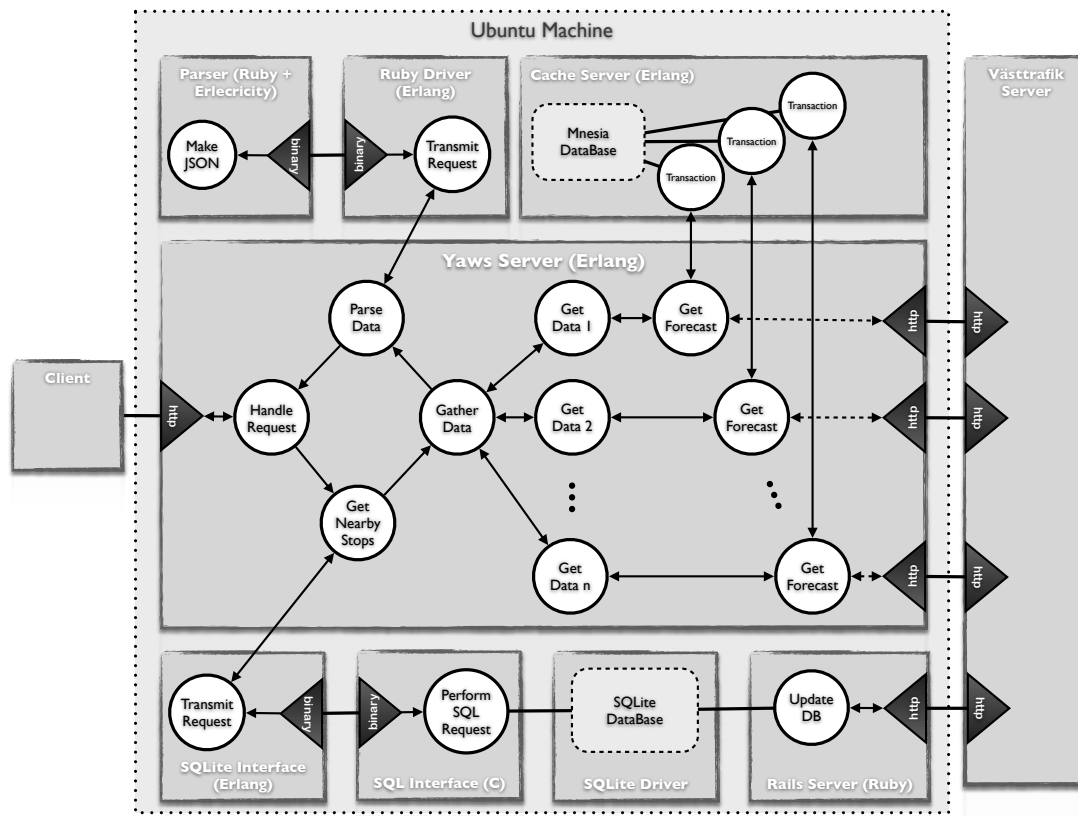 Ubuntu Machine
Parser (Ruby +
Erlecricity)
Make
JSON
binary
Ruby Driver
(Erlang)
binary
Transmit
Request
Cache Server (Erlang)
Mnesia
DataBase
Transaction
Transaction
Transaction
Västtrafik
Server
Yaws Server (Erlang)
Parse
Data
Get
Data 1
Get
Forecast
http
http
Client
http
Handle
Request
Gather
Data
Get
Data 2
Get
Forecast
http
http
Get
Nearby
Stops
Get
Data n
Get
Forecast
http
http
Transmit
Request
binary
SQLite Interface
(Erlang)
binary
Perform
SQL
Request
SQL Interface (C)
SQLite
DataBase
SQLite Driver
Update
DB
http
Rails Server (Ruby)
http